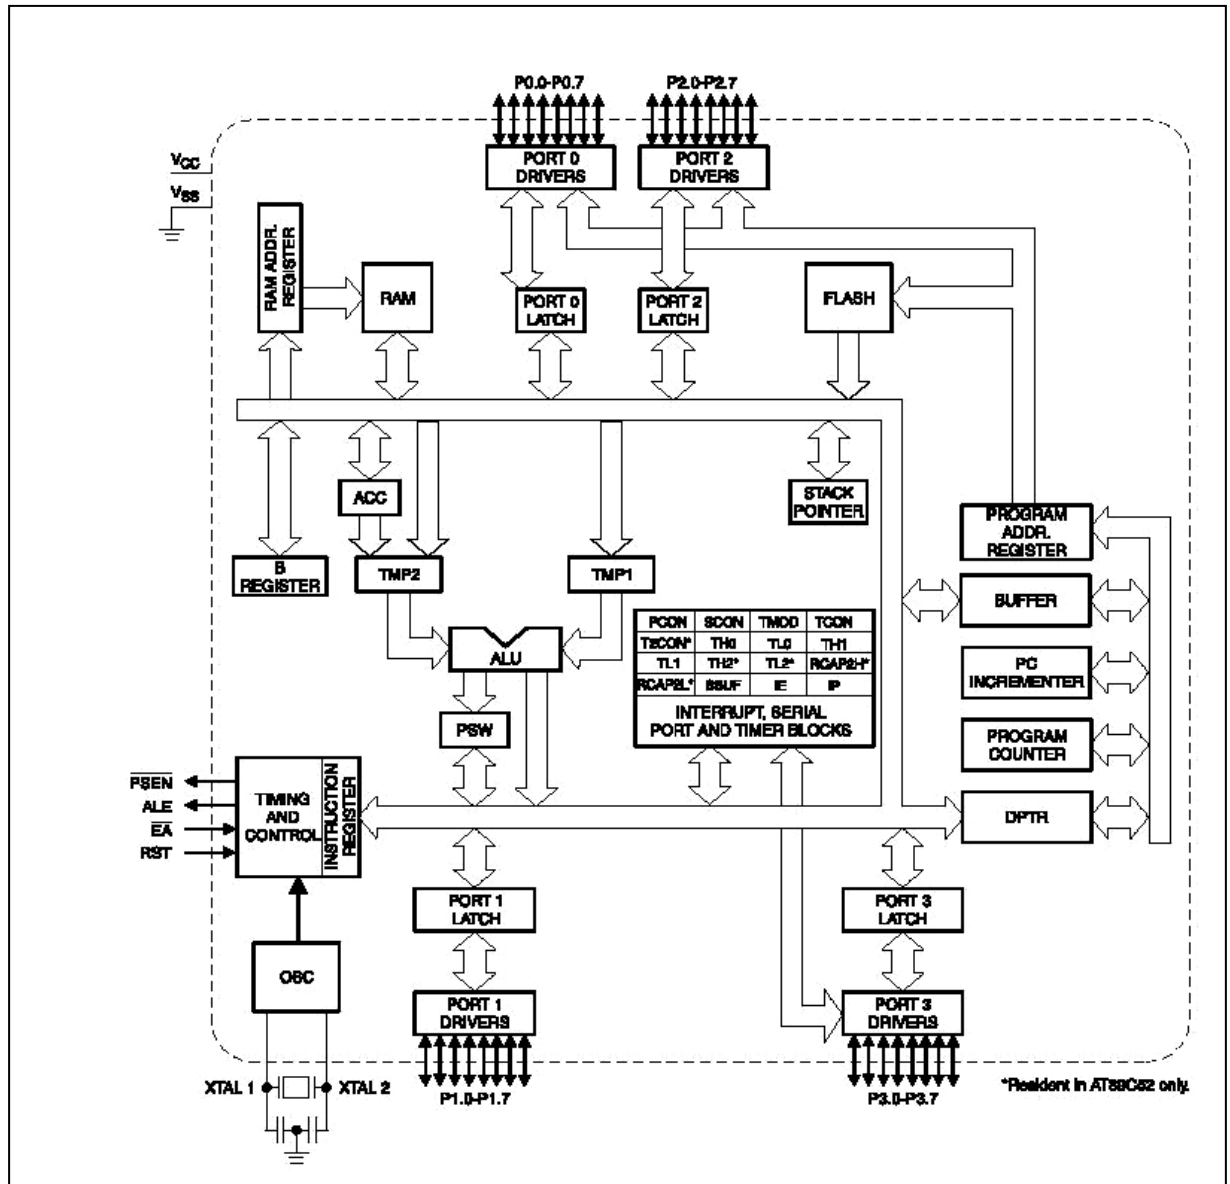 P0.0-P0.7
P2.0-P2.7
PORT 0
DRIVERS
PORT 2
DRIVERS
VCC
VSS
RAM ADDR.
REGISTER
RAM
PORT 0
LATCH
PORT 2
LATCH
FLASH
ACC
STACK
POINTER
PROGRAM
ADDR.
REGISTER
B
REGISTER
TMP2
TMP1
BUFFER
PCON SCON TMOD TCON
T2CON* TH0 TL0 TH1
TL1 TH2* TL2* RCAP2H*
RCAP2L* SBUF IE IP
INTERRUPT, SERIAL
PORT AND TIMER BLOCKS
ALU
PC
INCREMENTER
PSW
PROGRAM
COUNTER
PSEN
ALE
EA
RST
TIMING
AND
CONTROL
INSTRUCTION
REGISTER
DPTR
PORT 1
LATCH
PORT 3
LATCH
OSC
PORT 1
DRIVERS
PORT 3
DRIVERS
XTAL 1
XTAL 2
P1.0-P1.7
P3.0-P3.7
*Resident in AT89C52 only.